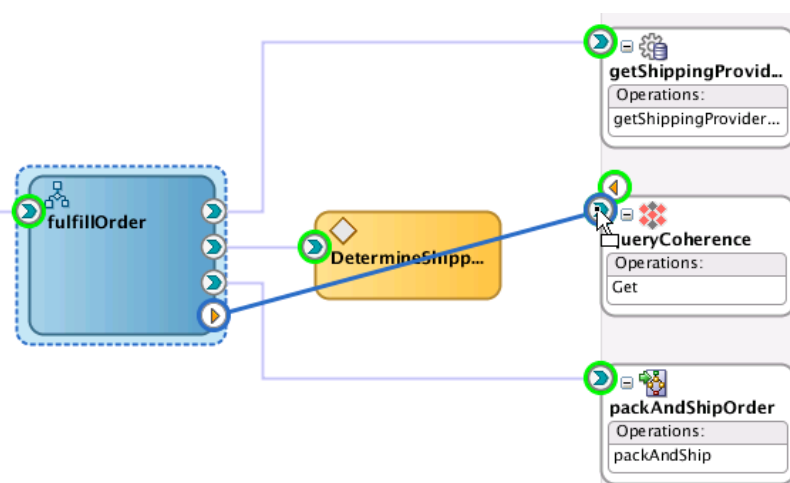 getShippingProvid...
Operations:
getShippingProvider...
fulfillOrder
DetermineShipp...
ueryCoherence
Operations:
Get
packAndShipOrder
Operations:
packAndShip